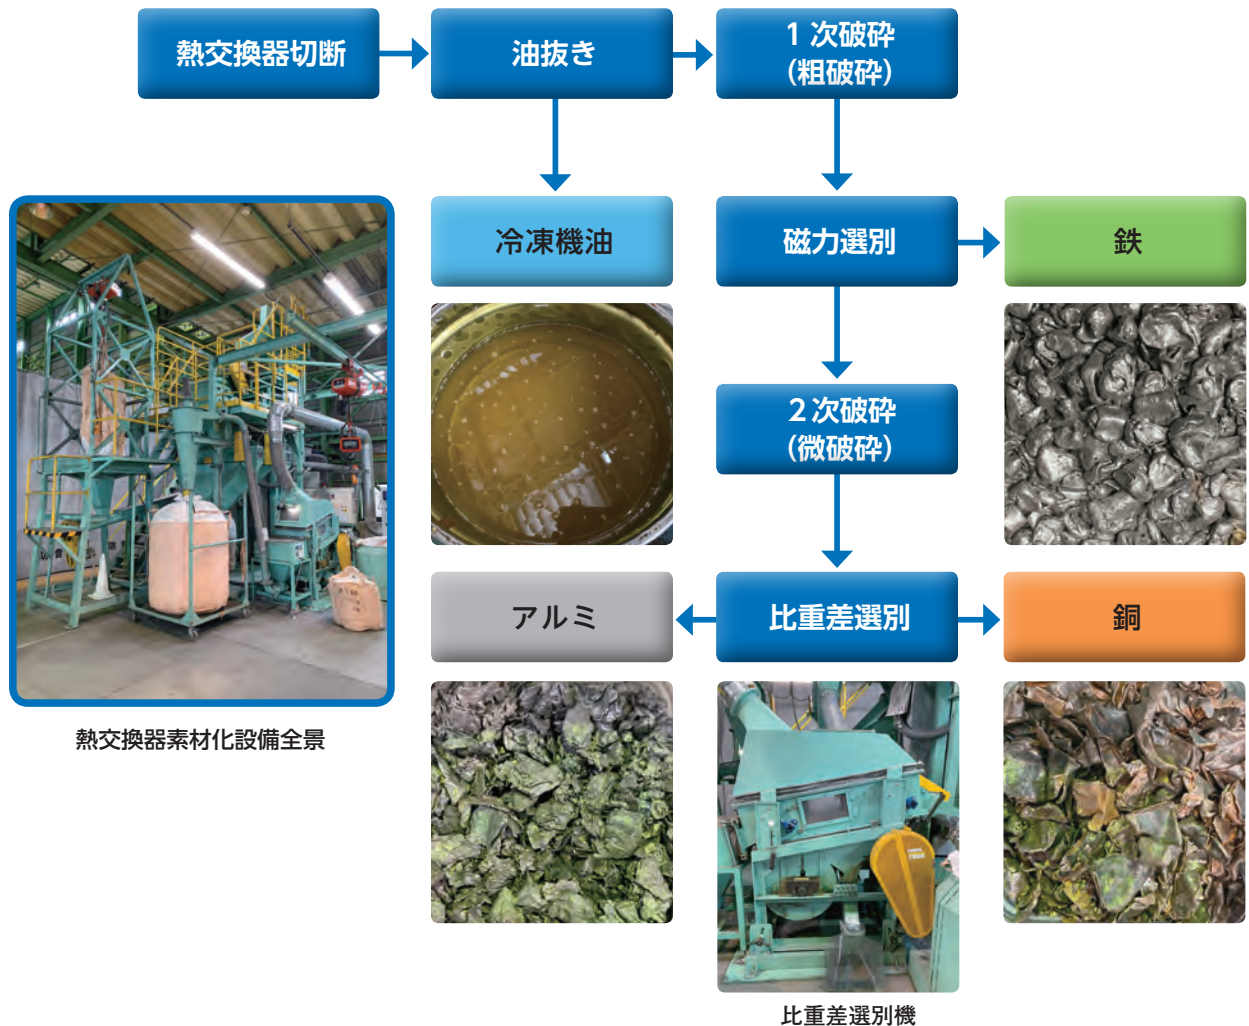 熱交換器切断
油抜き
1 次破砕
（粗破砕）
冷凍機油
磁力選別
鉄
2 次破砕
（微破砕）
アルミ
比重差選別
銅
熱交換器素材化設備全景
比重差選別機